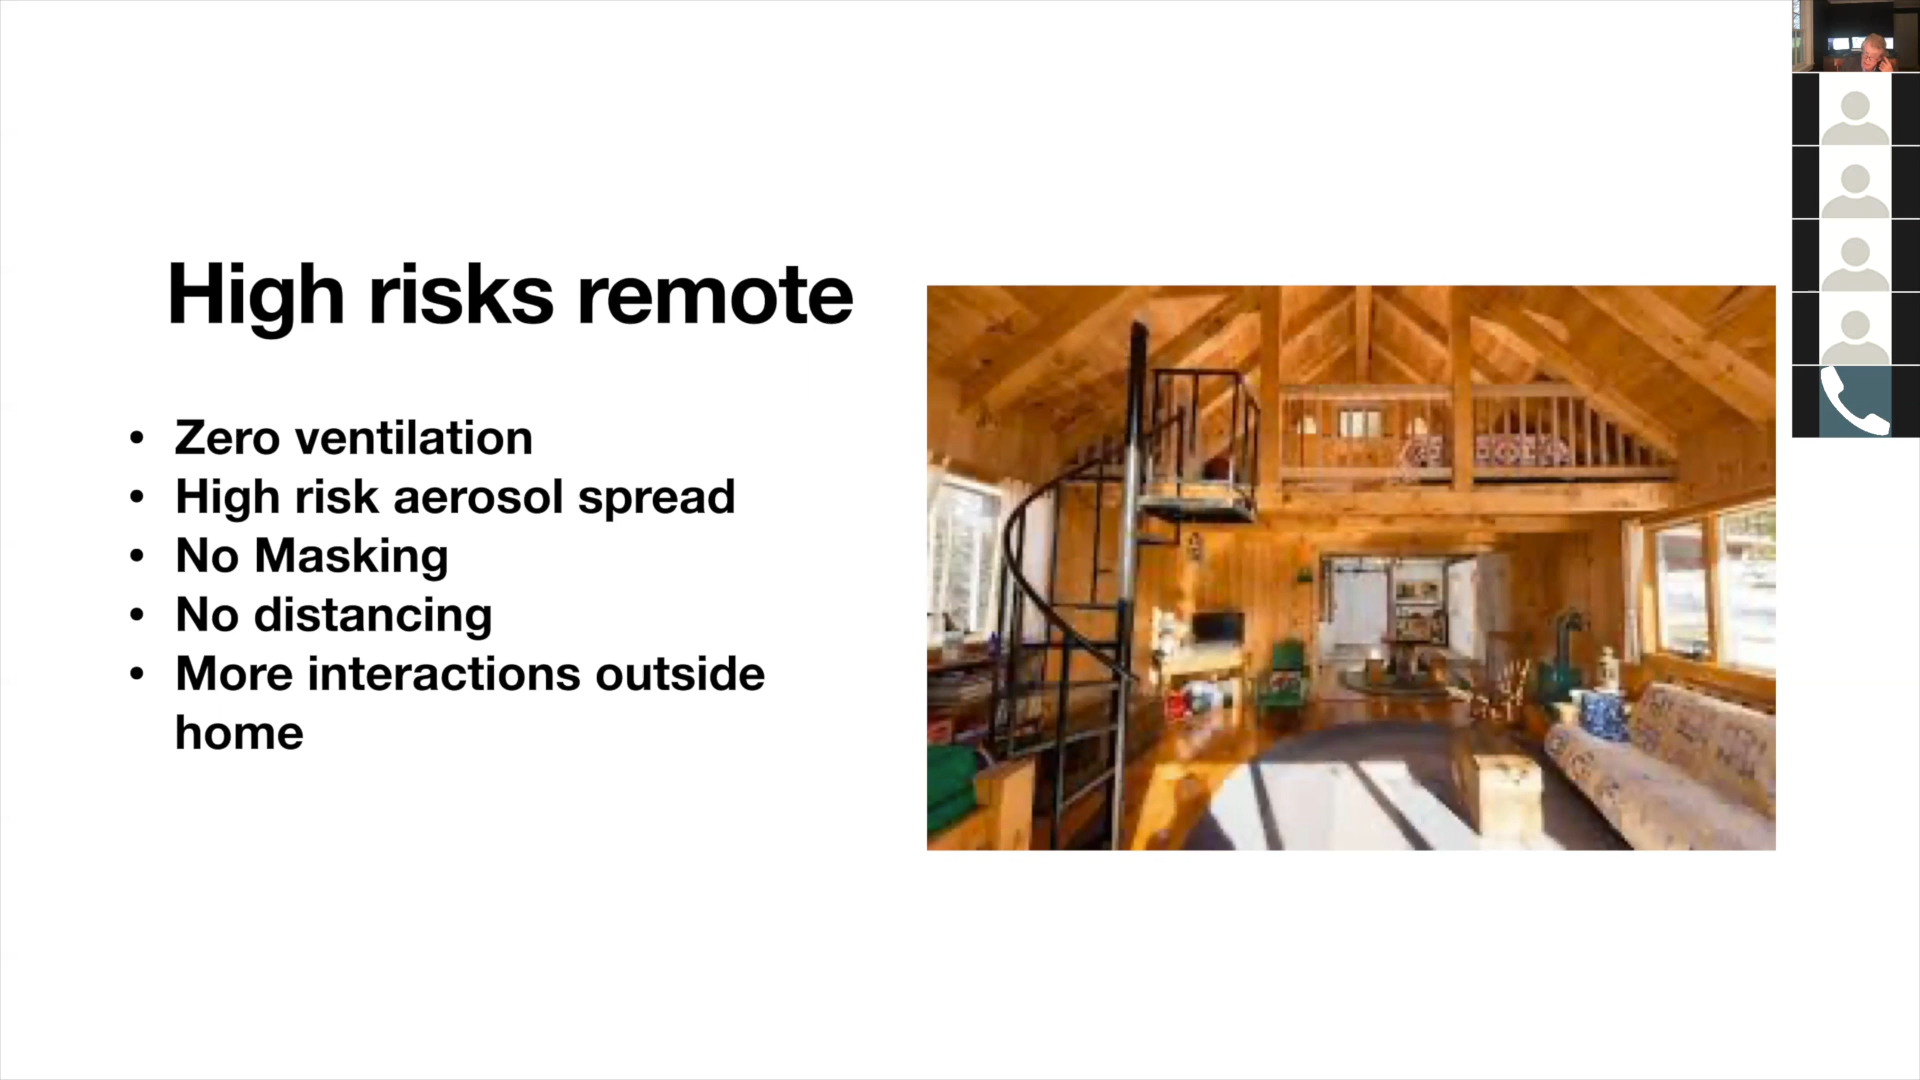 High risks remote
• Zero ventilation
• High risk aerosol spread
• No Masking
• No distancing
• More interactions outside
home